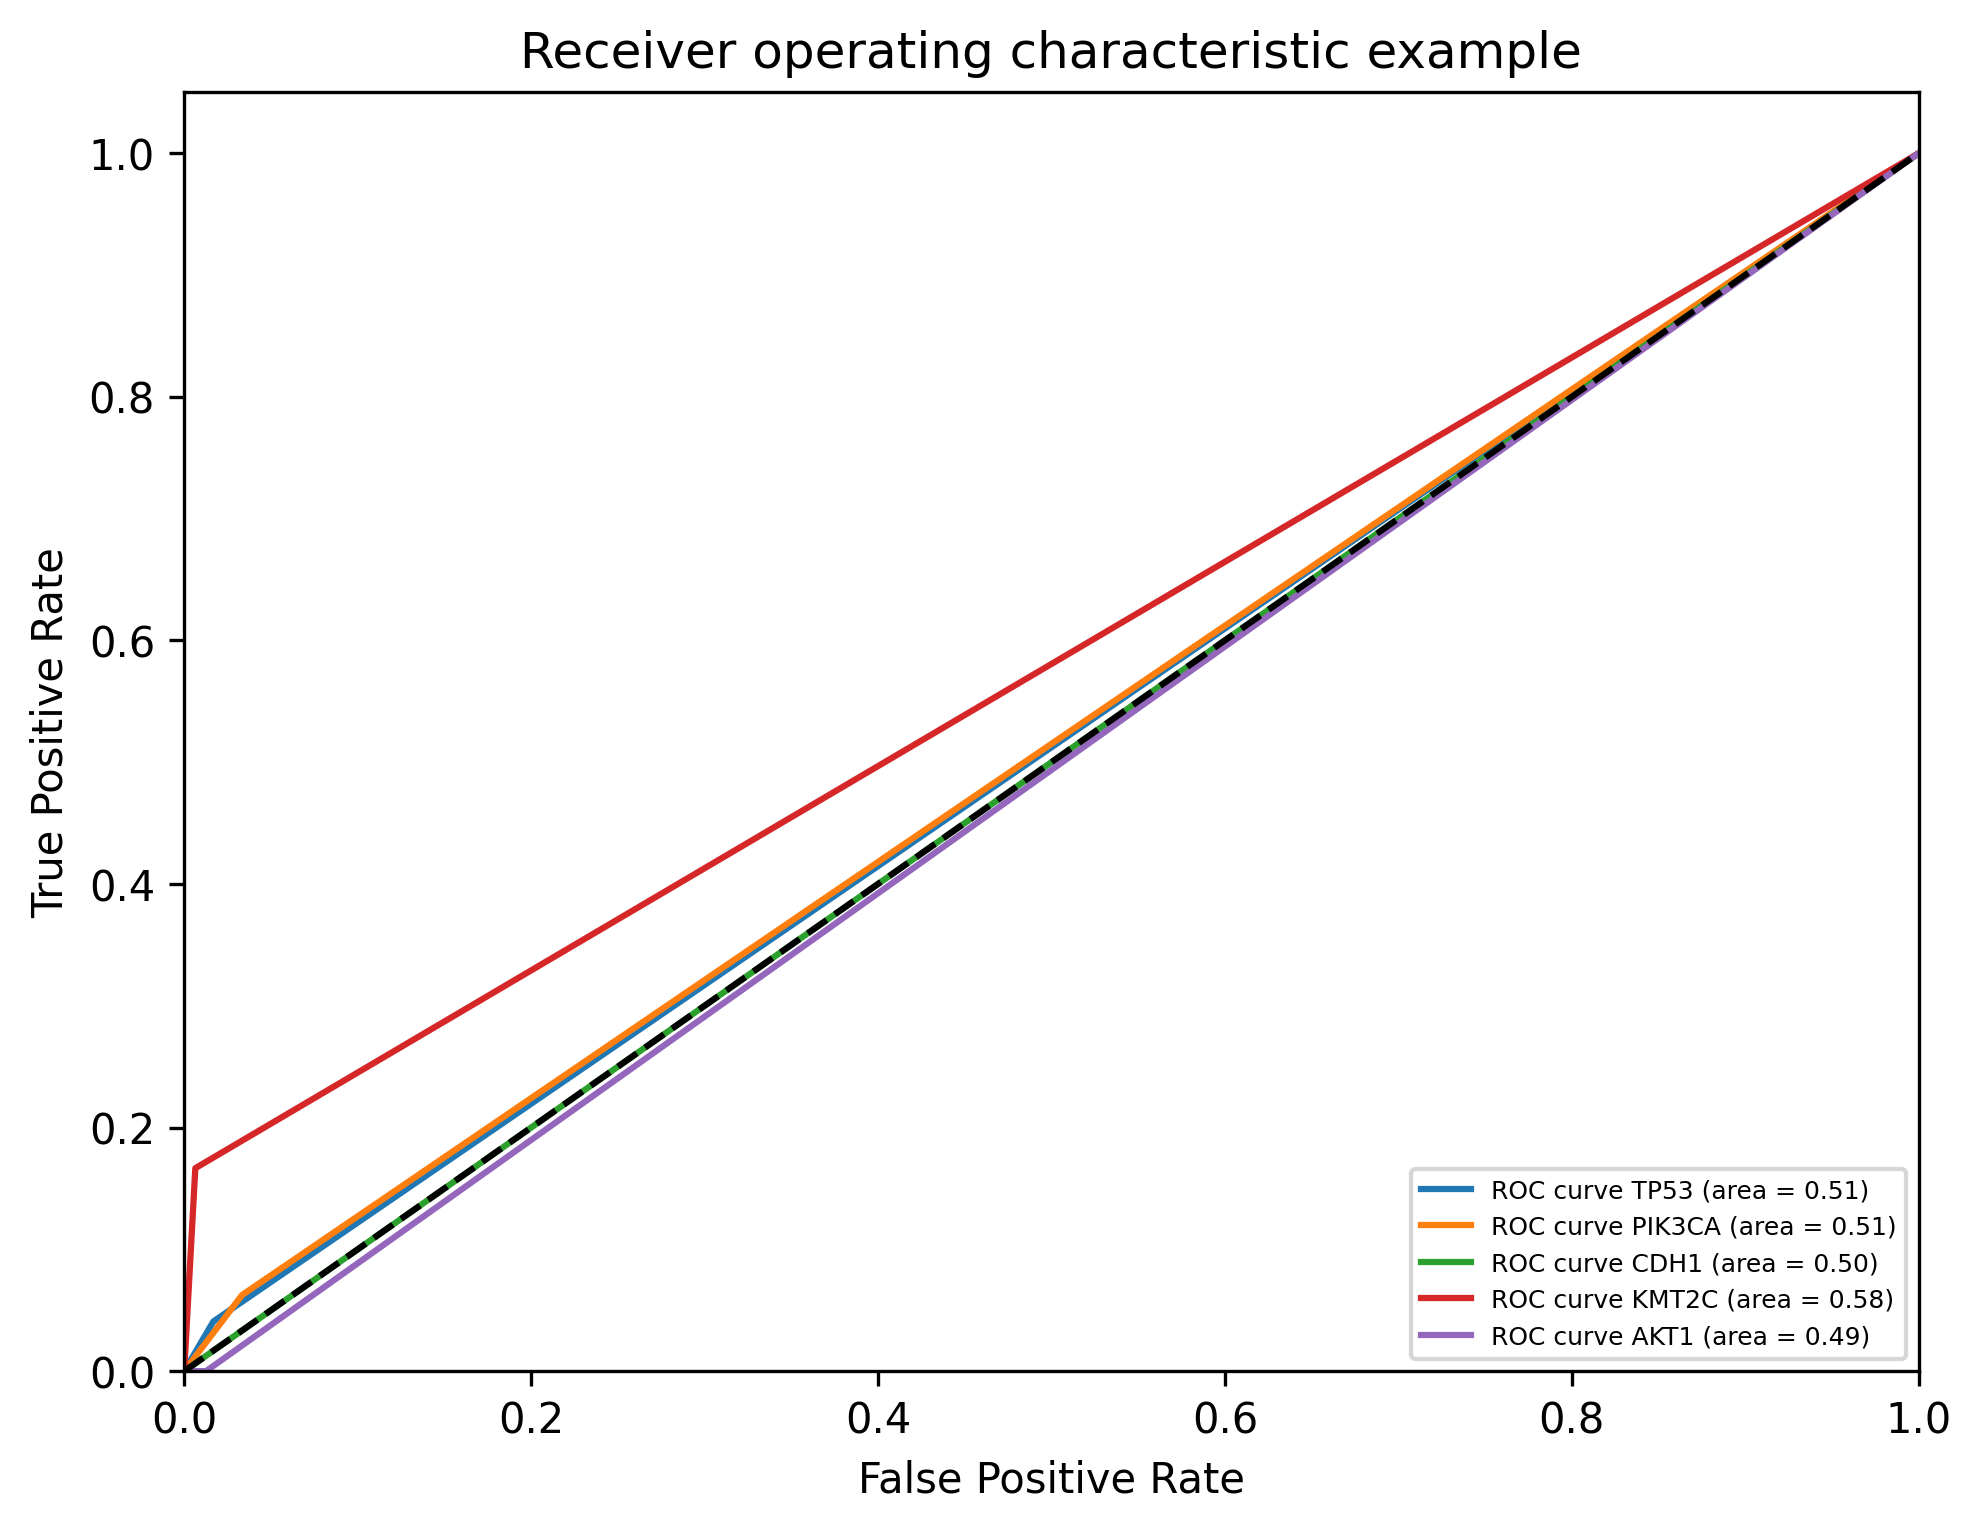 Receiver operating characteristic example
True Positive Rate
1.0
0.8
0.6
0.4
0.2
0.0
ROC curve TP53 (area = 0.51)
ROC curve PIK3CA (area = 0.51)
ROC curve CDH1 (area = 0.50)
ROC curve KMT2C (area = 0.58)
ROC curve AKT1 (area = 0.49)
0.0 0.2 0.4 0.6 0.8 1.0
False Positive Rate